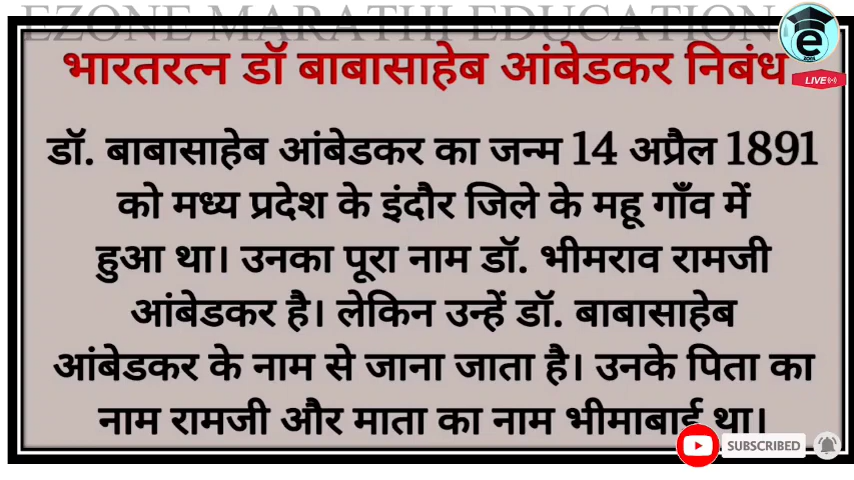 EZONE MARATHI EDUCATION
भारतरत्न डॉ बाबासाहेब आंबेडकर निबंध
e
LIVE
डॉ. बाबासाहेब आंबेडकर का जन्म 14 अप्रैल 1891
को मध्य प्रदेश के इंदौर जिले के महू गाँव में
हुआ था। उनका पूरा नाम डॉ. भीमराव रामजी
आंबेडकर है। लेकिन उन्हें डॉ. बाबासाहेब
आंबेडकर के नाम से जाना जाता है। उनके पिता का
नाम रामजी और माता का नाम भीमाबाई था।
SUBSCRIBED